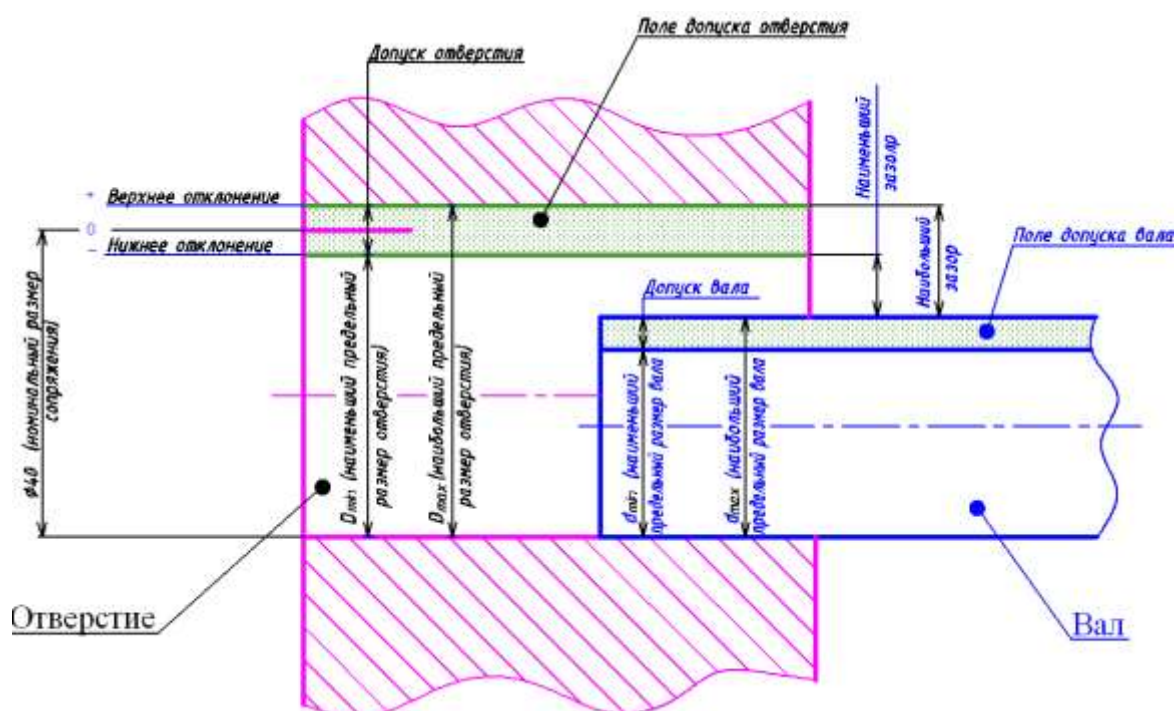 Поле допуска отверстия
Допуск отверстия
Наименьший
зазолр
+
Верхнее отклонение
0
Нижнее отклонение
−
Наибольший
зазор
Поле допуска вала
Допуск вала
ø40 (номинальный размер
сопряжения)
Dmin (наименьший предельный
размер отверстия)
Dmax (наибольший предельный
размер отверстия)
dmin (наименьший
предельный размер вала
dmax (наибольший
предельный размер вала
Отверстие
Вал